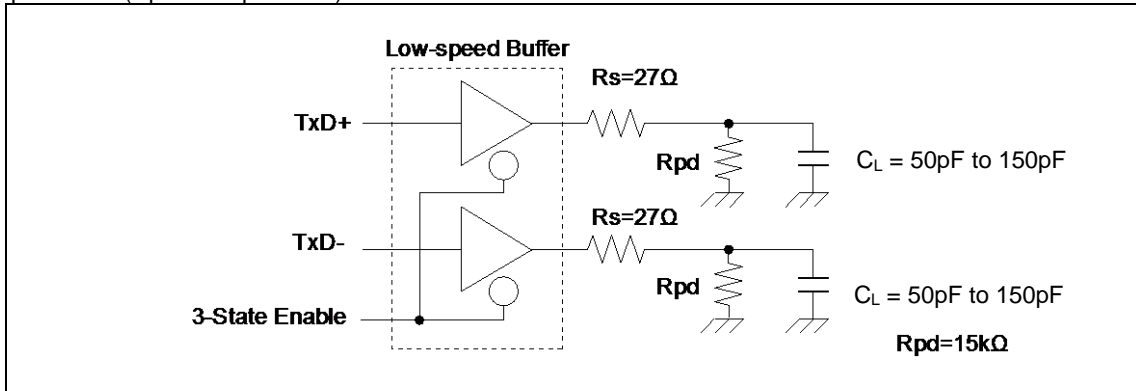 Low-speed Buffer
Rs=27Ω
TxD+
Rpd
CL = 50pF to 150pF
Rs=27Ω
TxD-
Rpd
CL = 50pF to 150pF
3-State Enable
Rpd=15kΩ